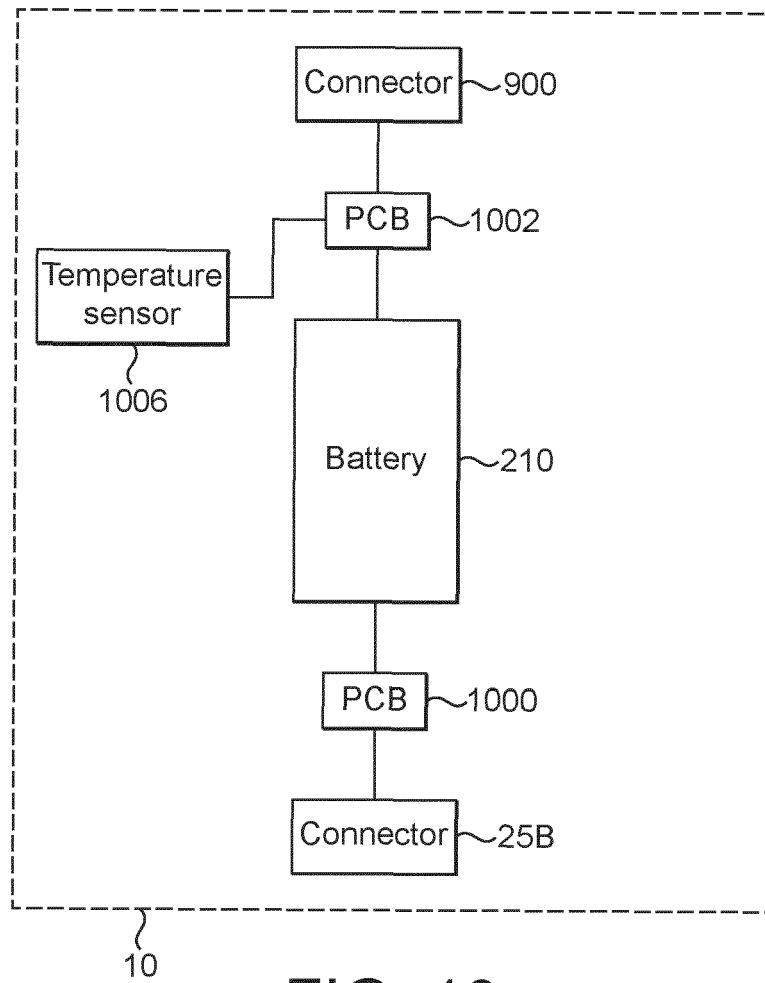 Connector
900
PCB
1002
Temperature
sensor
1006
Battery
210
PCB
1000
Connector
25B
10